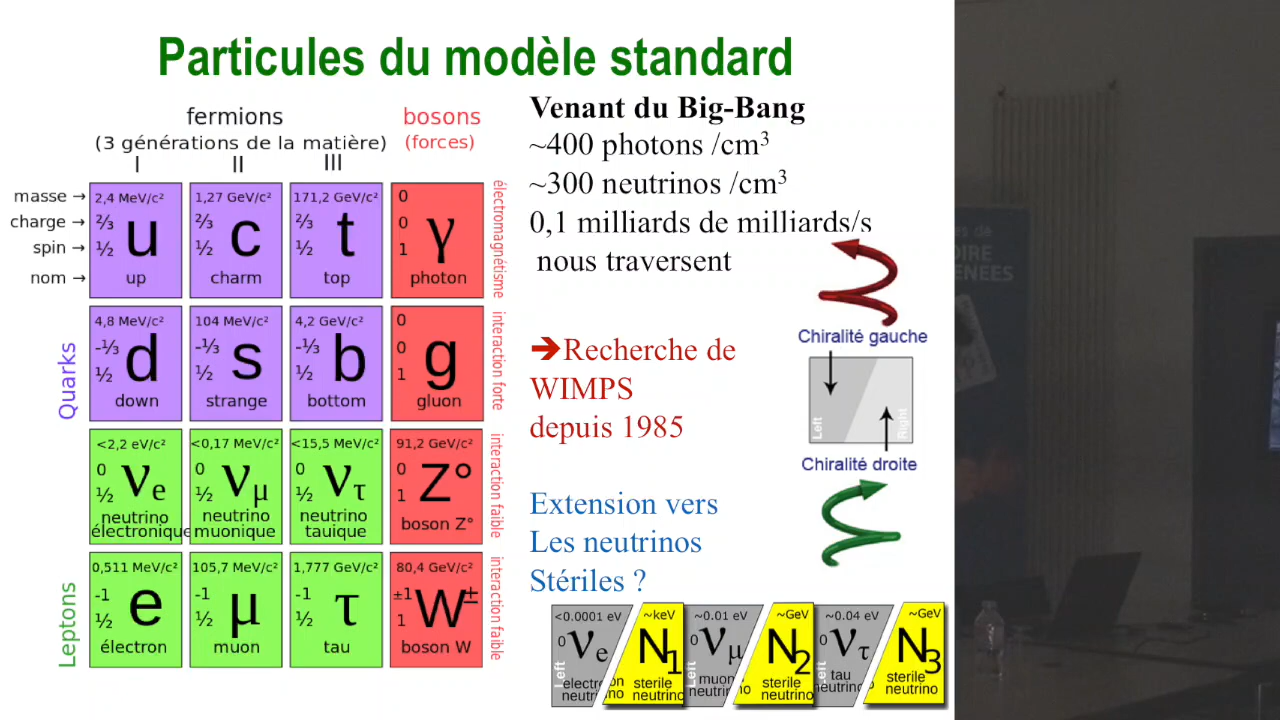 Particules du modèle standard
fermions
(3 générations de la matière)
I II III
bosons
(forces)
masse →
charge →
spin →
nom →
2,4 MeV/c²
⅔
½
u
up
1,27 GeV/c²
⅔
½
c
charm
171,2 GeV/c²
⅔
½
t
top
0
0
1
γ
photon
électromagnétisme
Quarks
4,8 MeV/c²
-⅓
½
d
down
104 MeV/c²
-⅓
½
s
strange
4,2 GeV/c²
-⅓
½
b
bottom
0
0
1
g
gluon
interaction forte
<2,2 eV/c²
0
½
νe
neutrino
électronique
<0,17 MeV/c²
0
½
νμ
neutrino
muonique
<15,5 MeV/c²
0
½
ντ
neutrino
tauique
91,2 GeV/c²
0
1
Z°
boson Z°
interaction faible
Leptons
0,511 MeV/c²
-1
½
e
électron
105,7 MeV/c²
-1
½
μ
muon
1,777 GeV/c²
-1
½
τ
tau
80,4 GeV/c²
±1
1
W±
boson W
interaction faible
Venant du Big-Bang
~400 photons /cm³
~300 neutrinos /cm³
0,1 milliards de milliards/s
nous traversent
➔Recherche de
WIMPS
depuis 1985
Extension vers
Les neutrinos
Stériles ?
Chiralité gauche
Left
Right
Chiralité droite
<0.0001 eV
0
νe
Left
~keV
N1
sterile
neutrino
~0.01 eV
0
νμ
Left
~GeV
N2
sterile
neutrino
~0.04 eV
0
ντ
Left
tau
neutrino
~GeV
N3
sterile
neutrino